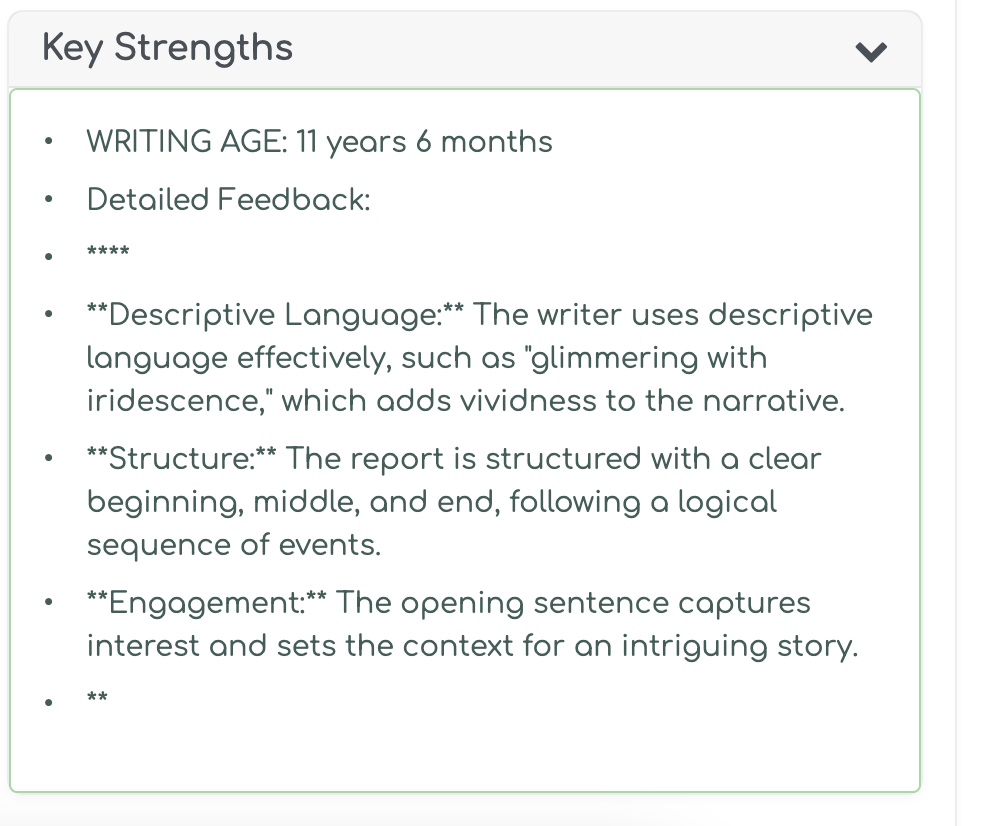 Key Strengths
• WRITING AGE: 11 years 6 months
• Detailed Feedback:
• ****
• **Descriptive Language:** The writer uses descriptive
language effectively, such as "glimmering with
iridescence," which adds vividness to the narrative.
• **Structure:** The report is structured with a clear
beginning, middle, and end, following a logical
sequence of events.
• **Engagement:** The opening sentence captures
interest and sets the context for an intriguing story.
• **